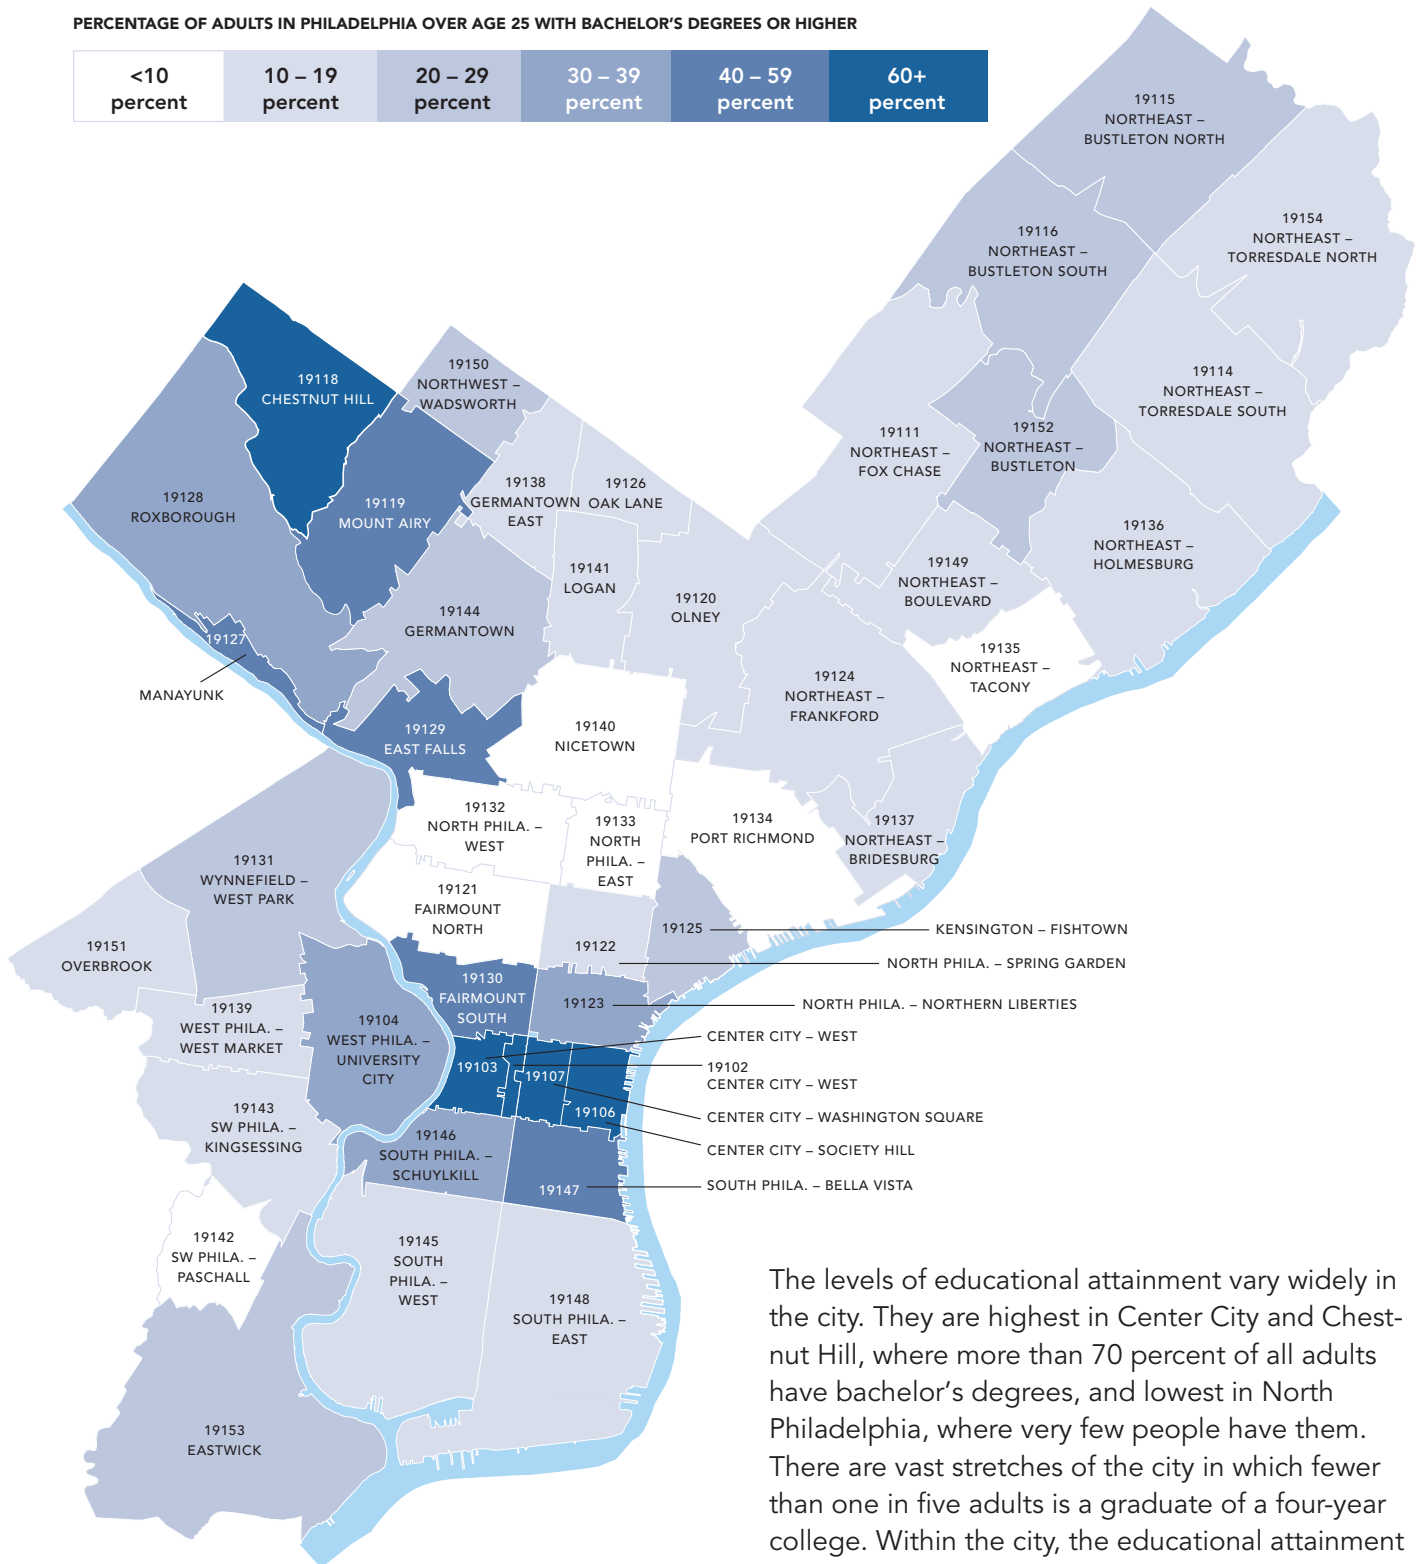 PERCENTAGE OF ADULTS IN PHILADELPHIA OVER AGE 25 WITH BACHELOR'S DEGREES OR HIGHER
<10
percent
10 – 19
percent
20 – 29
percent
30 – 39
percent
40 – 59
percent
60+
percent
19115
NORTHEAST –
BUSTLETON NORTH
19154
NORTHEAST –
TORRESDALE NORTH
19116
NORTHEAST –
BUSTLETON SOUTH
19118
CHESTNUT HILL
19150
NORTHWEST –
WADSWORTH
19114
NORTHEAST –
TORRESDALE SOUTH
19111
NORTHEAST –
FOX CHASE
19152
NORTHEAST –
BUSTLETON
19128
ROXBOROUGH
19119
MOUNT AIRY
19138
GERMANTOWN
EAST
19126
OAK LANE
19136
NORTHEAST –
HOLMESBURG
19141
LOGAN
19149
NORTHEAST –
BOULEVARD
19144
GERMANTOWN
19120
OLNEY
19127
MANAYUNK
19135
NORTHEAST –
TACONY
19124
NORTHEAST –
FRANKFORD
19129
EAST FALLS
19140
NICETOWN
19132
NORTH PHILA. –
WEST
19133
NORTH
PHILA. –
EAST
19134
PORT RICHMOND
19137
NORTHEAST –
BRIDESBURG
19131
WYNNEFIELD –
WEST PARK
19121
FAIRMOUNT
NORTH
19151
OVERBROOK
19122
19125
KENSINGTON – FISHTOWN
NORTH PHILA. – SPRING GARDEN
19130
FAIRMOUNT
SOUTH
19123
NORTH PHILA. – NORTHERN LIBERTIES
19139
WEST PHILA. –
WEST MARKET
19104
WEST PHILA. –
UNIVERSITY
CITY
CENTER CITY – WEST
19103
19102
CENTER CITY – WEST
19107
CENTER CITY – WASHINGTON SQUARE
19106
CENTER CITY – SOCIETY HILL
19143
SW PHILA. –
KINGSESSING
19146
SOUTH PHILA. –
SCHUYLKILL
19147
SOUTH PHILA. – BELLA VISTA
19142
SW PHILA. –
PASCHALL
19145
SOUTH
PHILA. –
WEST
19148
SOUTH PHILA. –
EAST
19153
EASTWICK
The levels of educational attainment vary widely in
the city. They are highest in Center City and Chest-
nut Hill, where more than 70 percent of all adults
have bachelor's degrees, and lowest in North
Philadelphia, where very few people have them.
There are vast stretches of the city in which fewer
than one in five adults is a graduate of a four-year
college. Within the city, the educational attainment